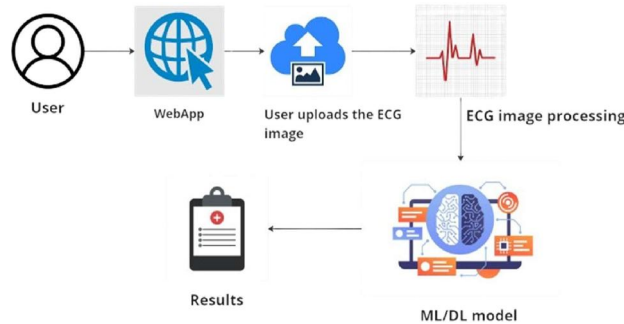 User
WebApp
User uploads the ECG
image
ECG image processing
Results
ML/DL model